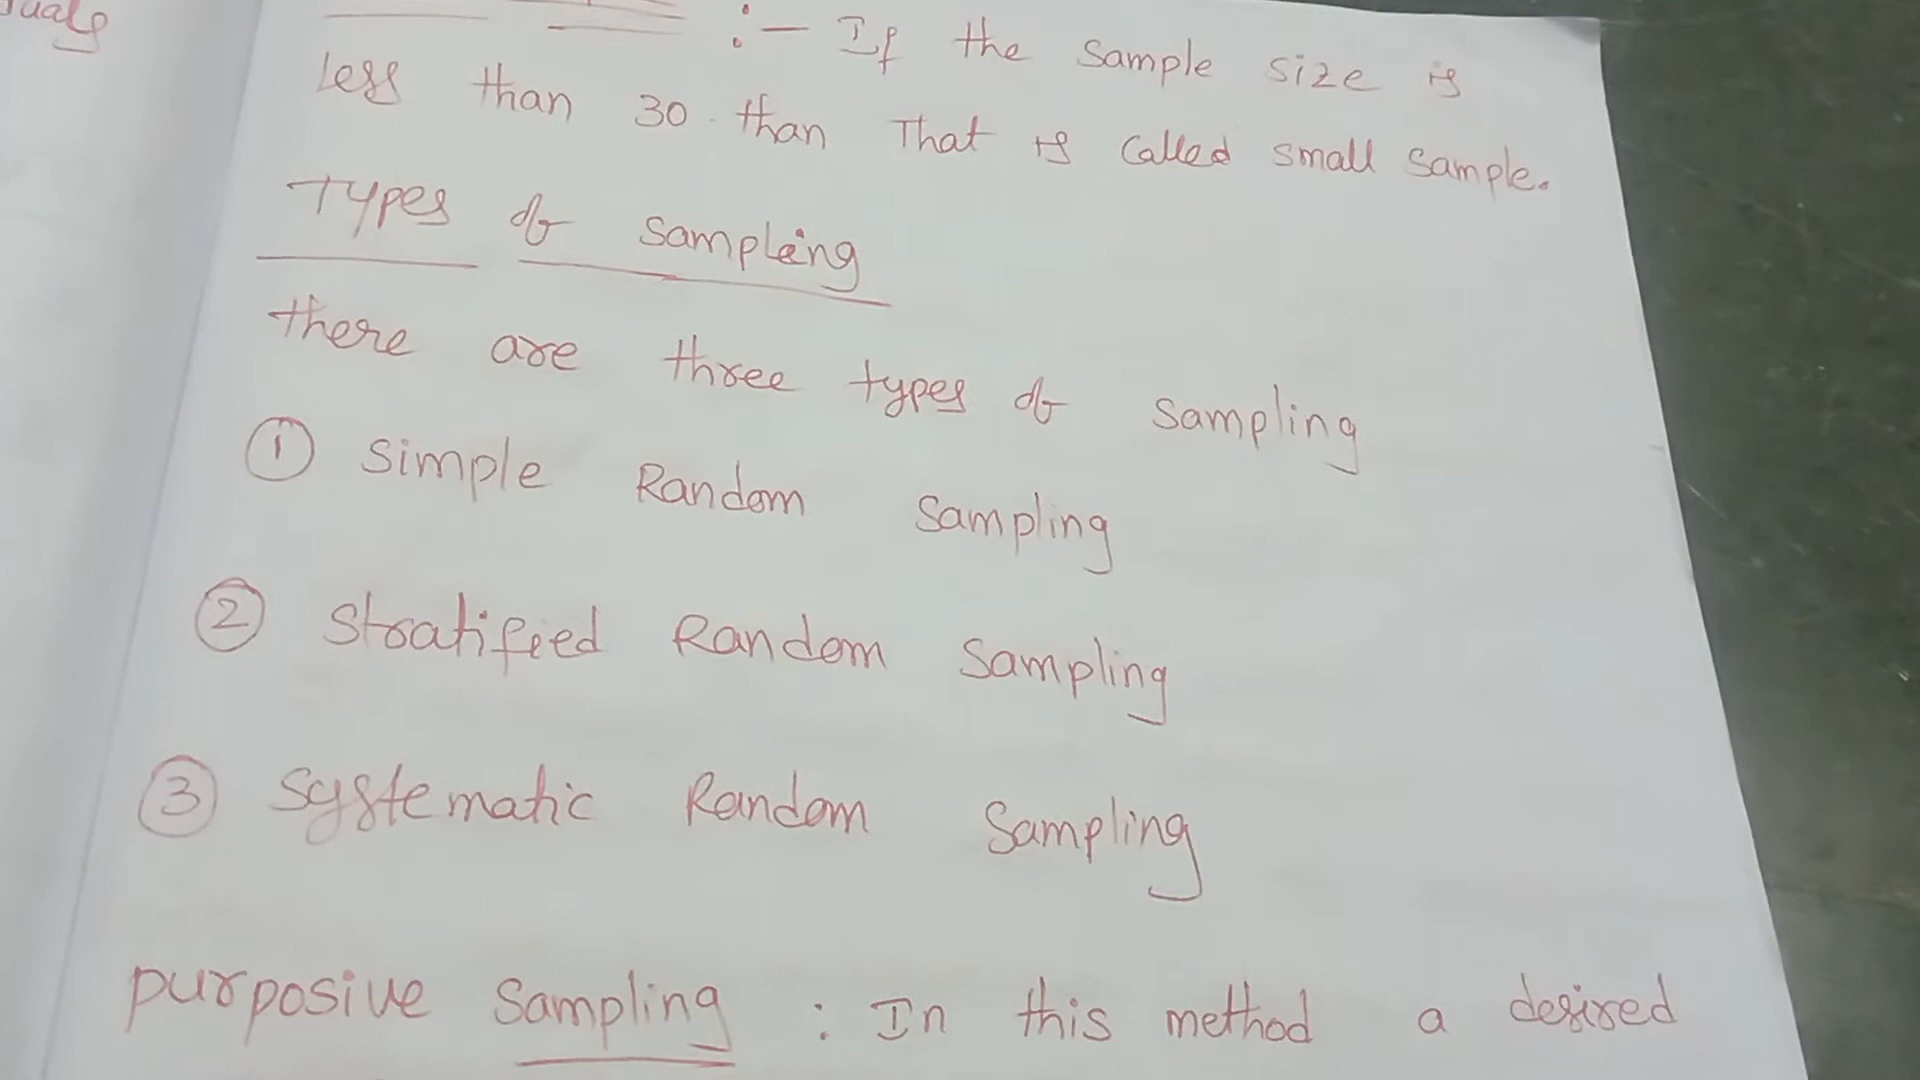 :- If the sample size is
less than 30 than That is called small sample.
Types of sampling
there are three types of sampling
① Simple Random Sampling
② Stratified Random Sampling
③ Systematic Random Sampling
purposive Sampling : In this method a desired